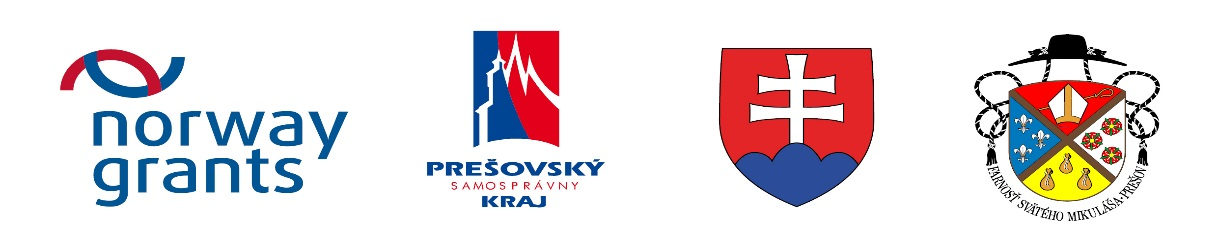 norway
grants
PREŠOVSKÝ
SAMOSPRÁVNY
KRAJ
FARNOSŤ SVÄTÉHO MIKULÁŠA·PREŠOV